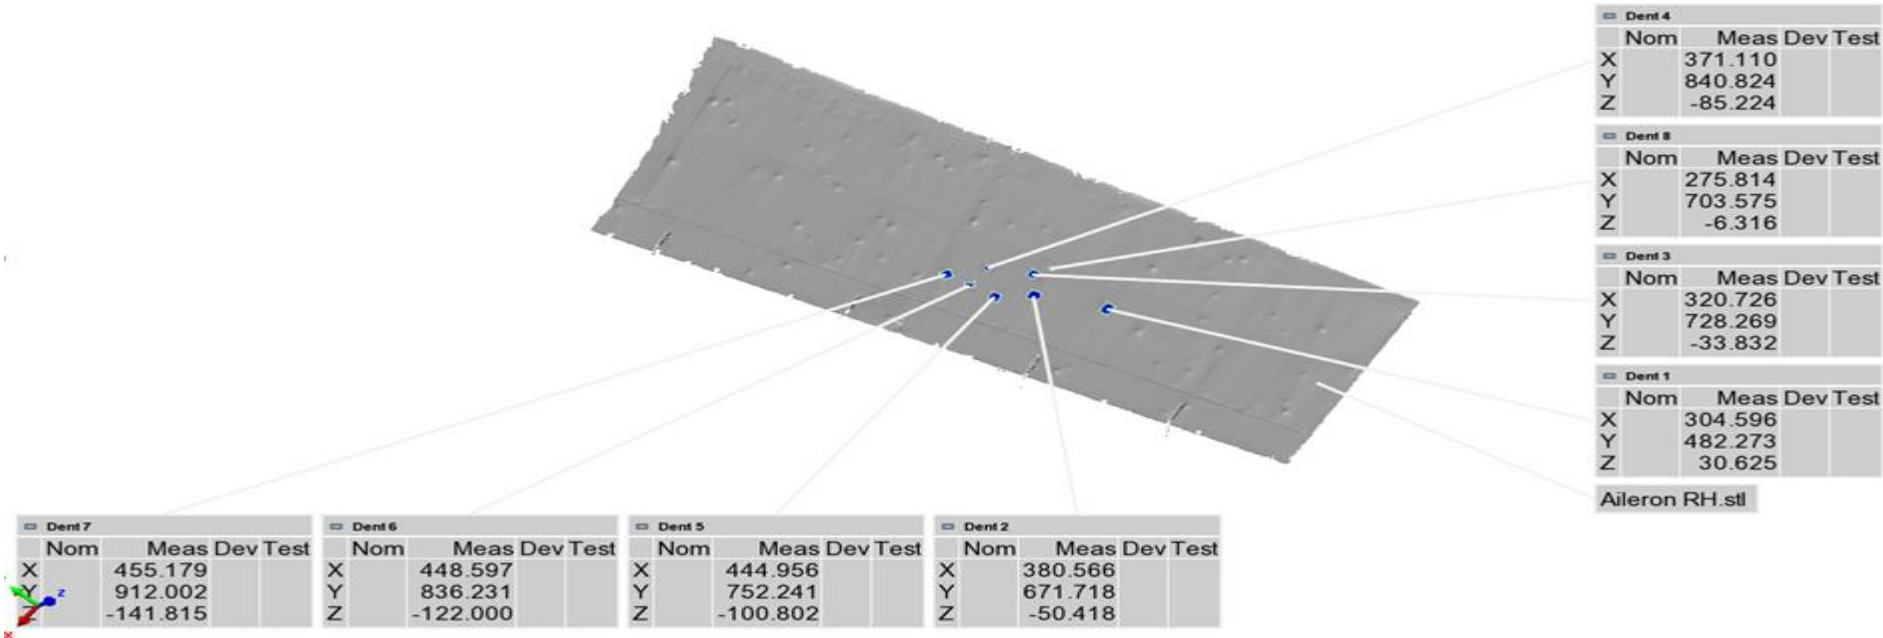 Dent 4
Nom Meas Dev Test
X 371.110
Y 840.824
Z -85.224
Dent 8
Nom Meas Dev Test
X 275.814
Y 703.575
Z -6.316
Dent 3
Nom Meas Dev Test
X 320.726
Y 728.269
Z -33.832
Dent 1
Nom Meas Dev Test
X 304.596
Y 482.273
Z 30.625
Aileron RH.stl
Dent 7
Nom Meas Dev Test
X 455.179
Y 912.002
Z -141.815
Dent 6
Nom Meas Dev Test
X 448.597
Y 836.231
Z -122.000
Dent 5
Nom Meas Dev Test
X 444.956
Y 752.241
Z -100.802
Dent 2
Nom Meas Dev Test
X 380.566
Y 671.718
Z -50.418
z
x